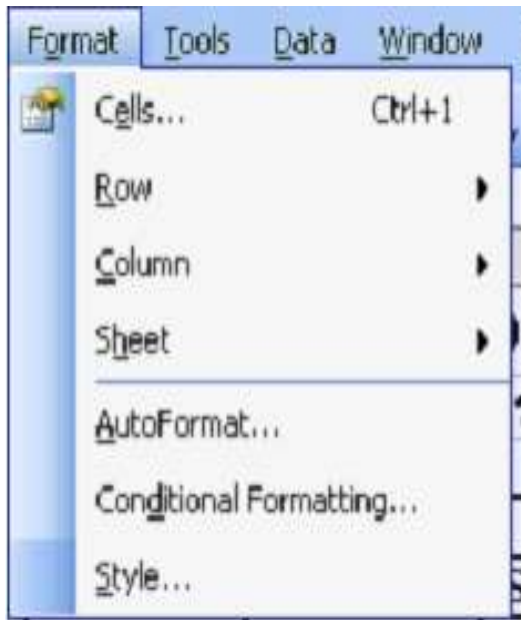 Format Tools Data Window
Cells... Ctrl+1
Row
Column
Sheet
AutoFormat...
Conditional Formatting...
Style...